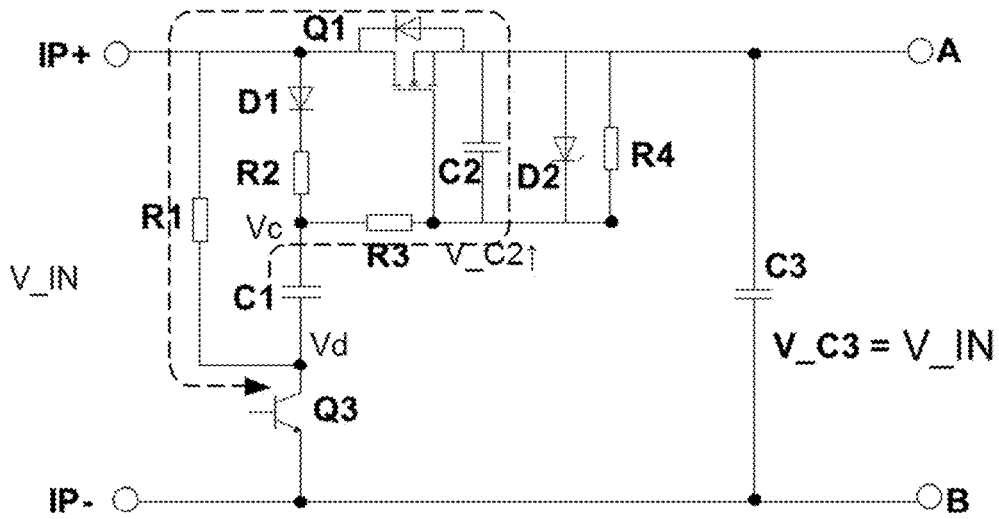 Q1
IP+
A
D1
R2
C2
D2
R4
R1
Vc
R3
V_C2↑
V_IN
C1
C3
Vd
V_C3 = V_IN
Q3
IP-
B